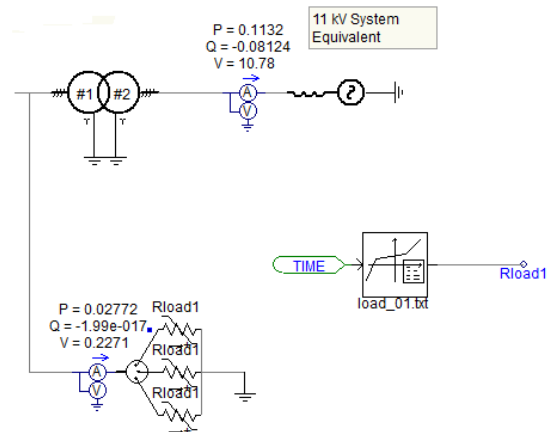 P = 0.1132
Q = -0.08124
V = 10.78
11 kV System
Equivalent
#1
#2
A
V
TIME
load_01.txt
Rload1
P = 0.02772
Q = -1.99e-017
V = 0.2271
Rload1
Rload1
Rload1
A
V